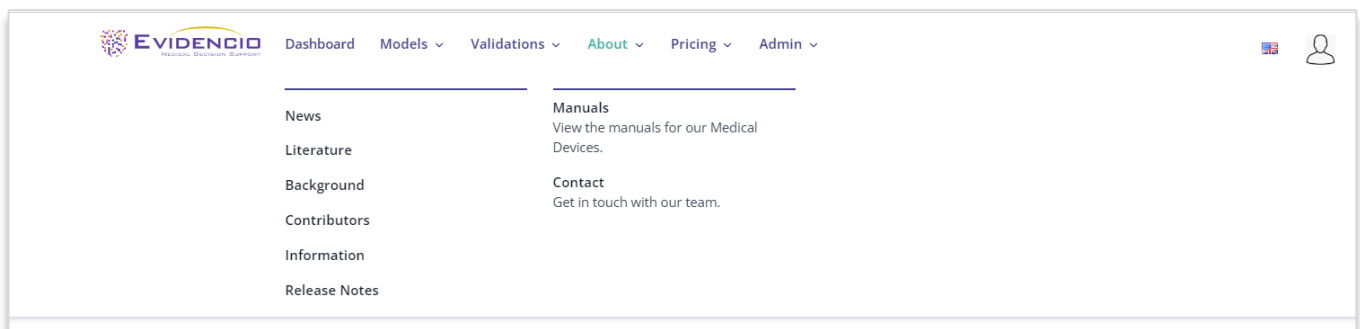 EVIDENCIO
MEDICAL DECISION SUPPORT
Dashboard Models Validations About Pricing Admin
News
Literature
Background
Contributors
Information
Release Notes
Manuals
View the manuals for our Medical
Devices.
Contact
Get in touch with our team.